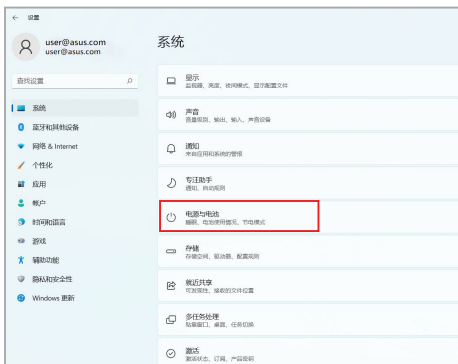 设置
user@asus.com
user@asus.com
查找设置
系统
蓝牙和其他设备
网络 & Internet
个性化
应用
帐户
时间和语言
游戏
辅助功能
隐私和安全性
Windows 更新
系统
显示
监视器、亮度、夜间模式、显示配置文件
声音
音量级别、输出、输入、声音设备
通知
来自应用和系统的警报
专注助手
通知、自动规则
电源与电池
睡眠、电池使用情况、节电模式
存储
存储空间、驱动器、配置规则
就近共享
可发现性、接收的文件位置
多任务处理
贴靠窗口、桌面、任务切换
激活
激活状态、订阅、产品密钥